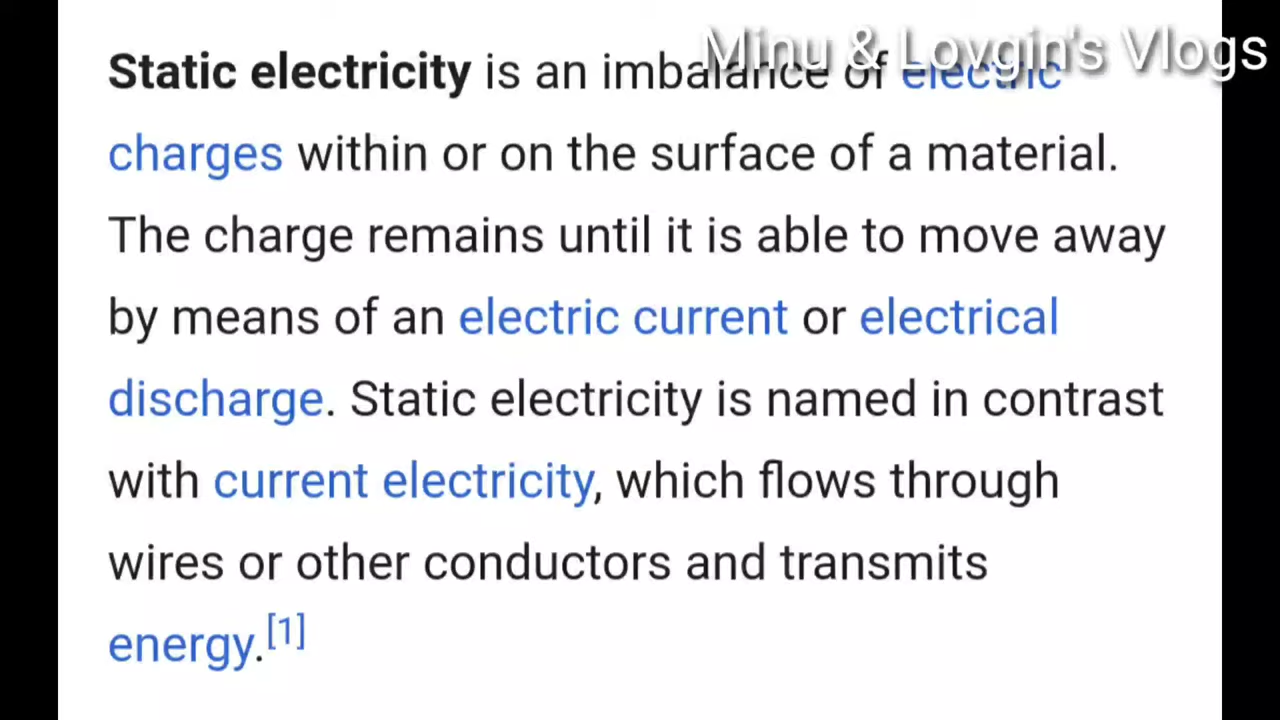 Minu & Lovgin's Vlogs
Static electricity is an imbalance of electric
charges within or on the surface of a material.
The charge remains until it is able to move away
by means of an electric current or electrical
discharge. Static electricity is named in contrast
with current electricity, which flows through
wires or other conductors and transmits
energy.[1]